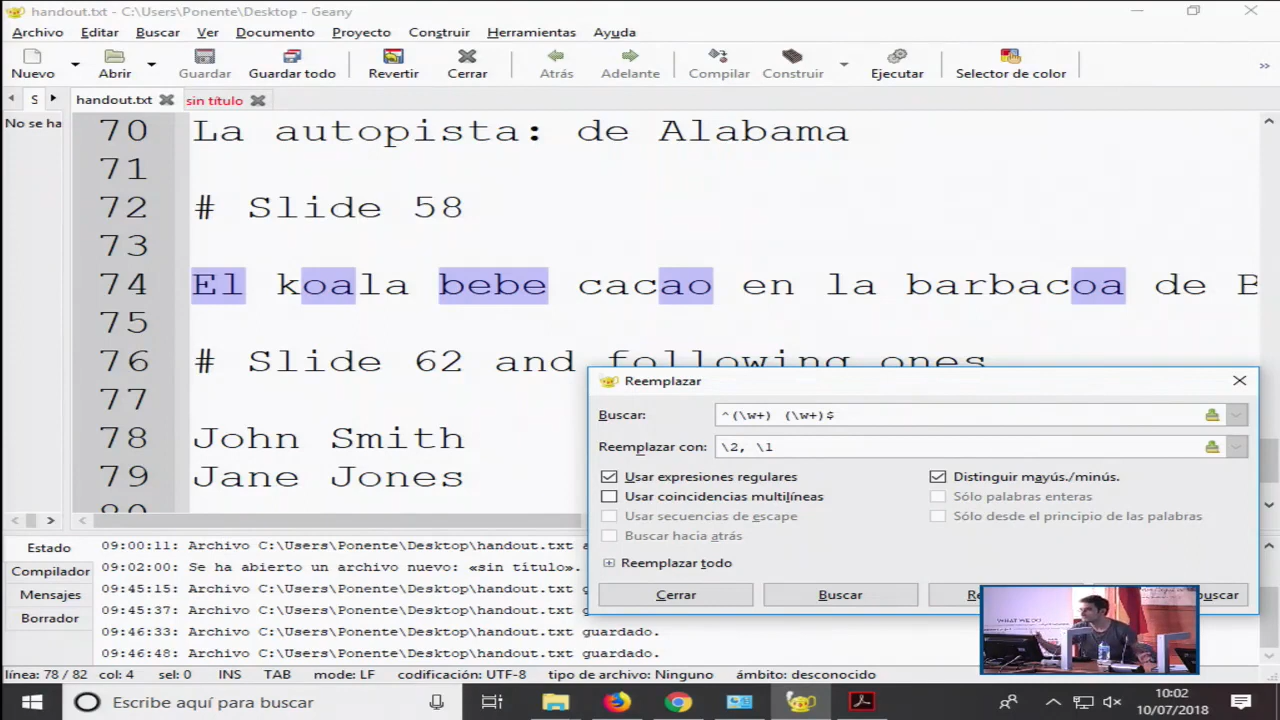 handout.txt - C:\Users\Ponente\Desktop - Geany
Archivo Editar Buscar Ver Documento Proyecto Construir Herramientas Ayuda
Nuevo Abrir Guardar Guardar todo Revertir Cerrar Atrás Adelante Compilar Construir Ejecutar Selector de color
S handout.txt sin título
No se ha
70 La autopista: de Alabama
71
72 # Slide 58
73
74 El koala bebe cacao en la barbacoa de B
75
76 # Slide 62 and following ones
77
78 John Smith
79 Jane Jones
80
Reemplazar
Buscar: ^(\w+) (\w+)$
Reemplazar con: \2, \1
Usar expresiones regulares
Distinguir mayús./minús.
Usar coincidencias multilíneas
Sólo palabras enteras
Usar secuencias de escape
Sólo desde el principio de las palabras
Buscar hacia atrás
Reemplazar todo
Cerrar Buscar
Estado
Compilador
Mensajes
Borrador
09:00:11: Archivo C:\Users\Ponente\Desktop\handout.txt a
09:02:00: Se ha abierto un archivo nuevo: «sin título».
09:45:15: Archivo C:\Users\Ponente\Desktop\handout.txt g
09:45:37: Archivo C:\Users\Ponente\Desktop\handout.txt g
09:46:33: Archivo C:\Users\Ponente\Desktop\handout.txt guardado.
09:46:48: Archivo C:\Users\Ponente\Desktop\handout.txt guardado.
WHAT WE DO
línea: 78 / 82 col: 4 sel: 0 INS TAB mode: LF codificación: UTF-8 tipo de archivo: Ninguno ámbito: desconocido
Escribe aquí para buscar
10:02
10/07/2018